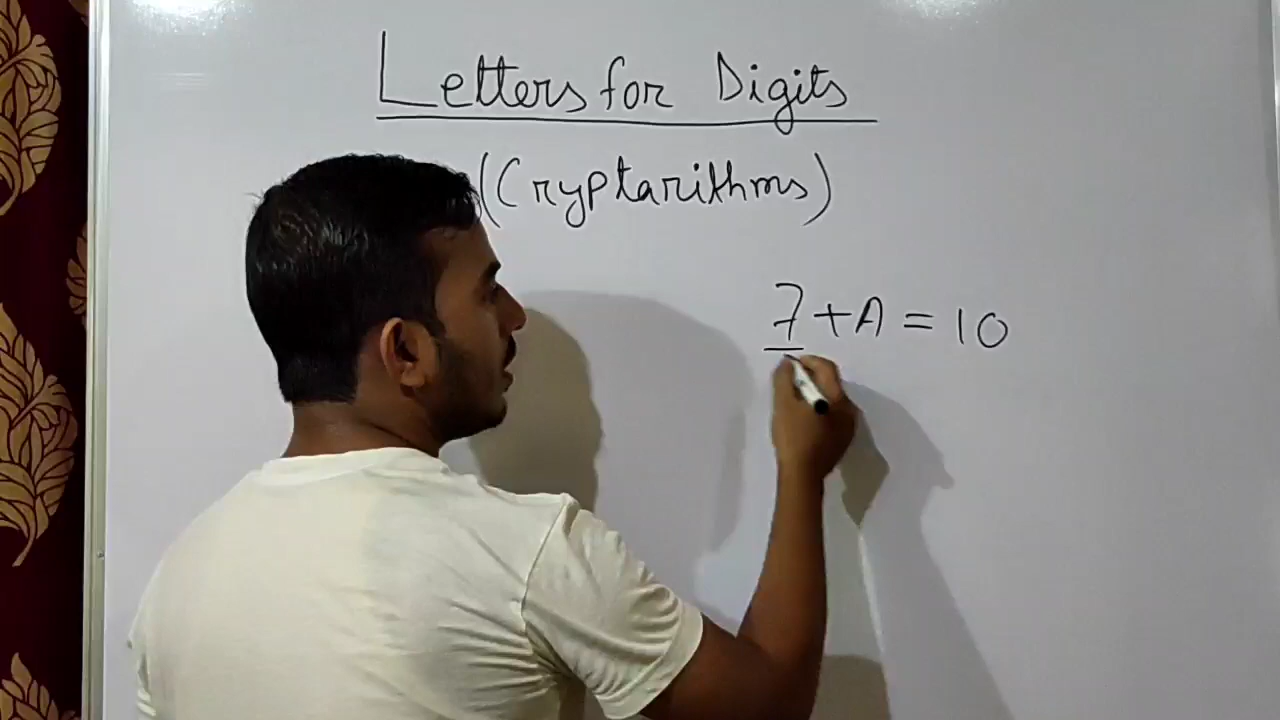 Letters for Digits
(Cryptarithms)
7 + A = 10